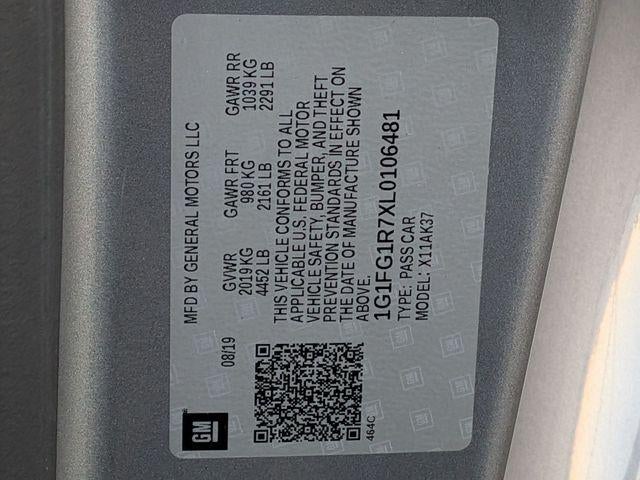 GM
08/19
MFD BY GENERAL MOTORS LLC
GVWR GAWR FRT GAWR RR
2019 KG 980 KG 1039 KG
4452 LB 2161 LB 2291 LB
THIS VEHICLE CONFORMS TO ALL
APPLICABLE U.S. FEDERAL MOTOR
VEHICLE SAFETY, BUMPER, AND THEFT
PREVENTION STANDARDS IN EFFECT ON
THE DATE OF MANUFACTURE SHOWN
ABOVE.
1G1FG1R7XL0106481
TYPE: PASS CAR
MODEL: X11AK37
464C